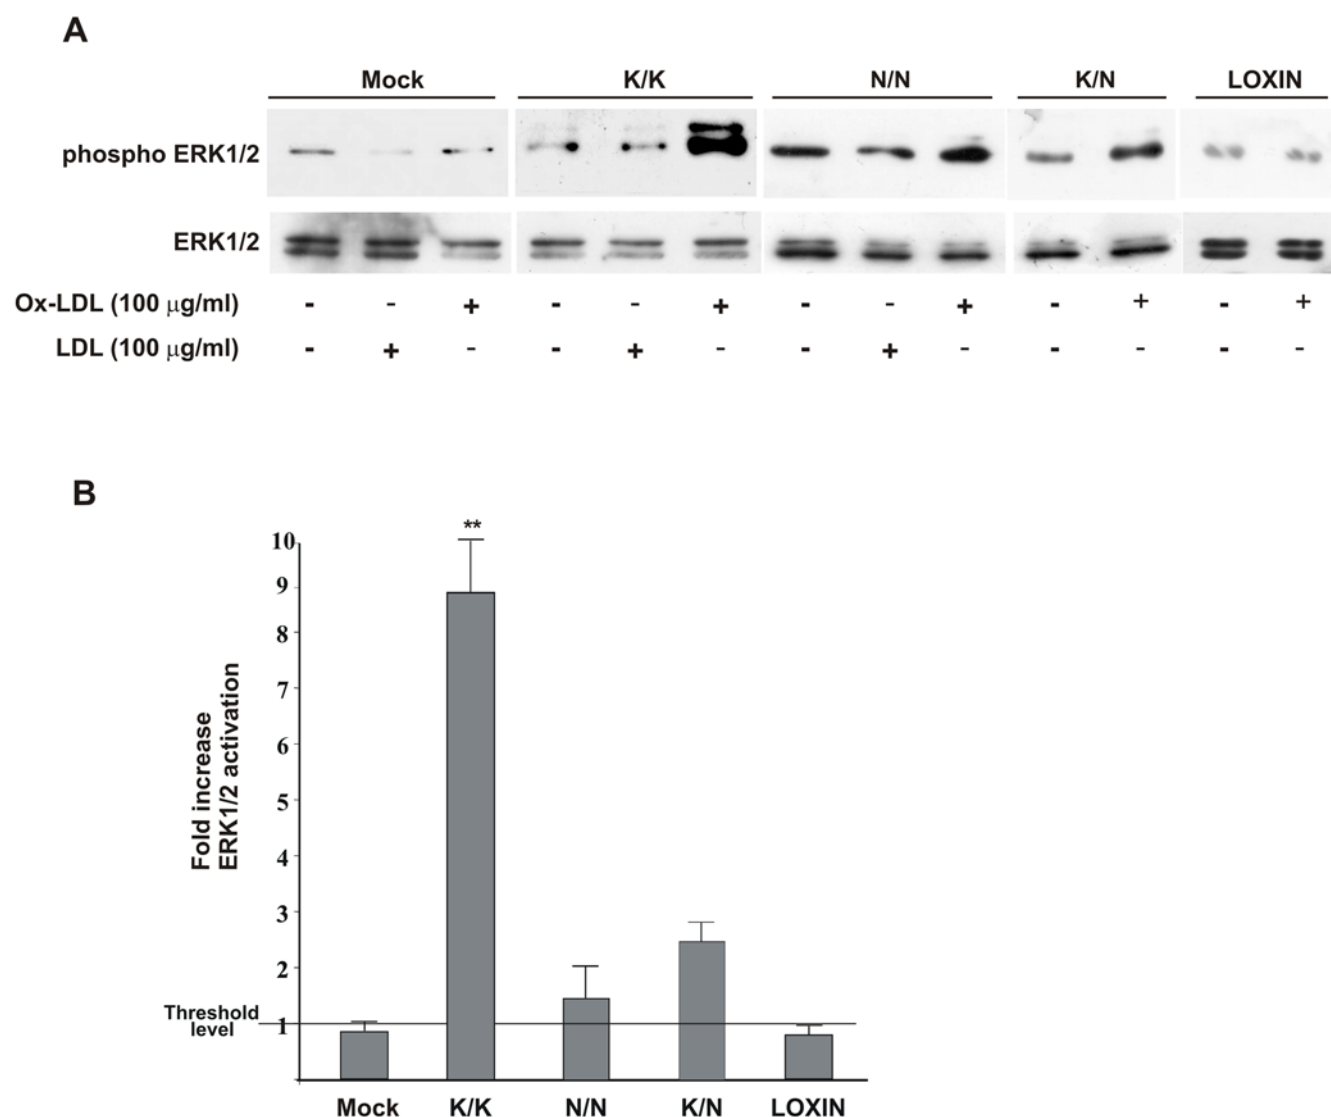 A
Mock K/K N/N K/N LOXIN
phospho ERK1/2
ERK1/2
Ox-LDL (100 μg/ml) - - + - - + - - + - + - +
LDL (100 μg/ml) - + - - + - - + - - - - -
B
**
10
9
8
7
6
5
4
3
2
1
Fold increase
ERK1/2 activation
Threshold
level
Mock K/K N/N K/N LOXIN